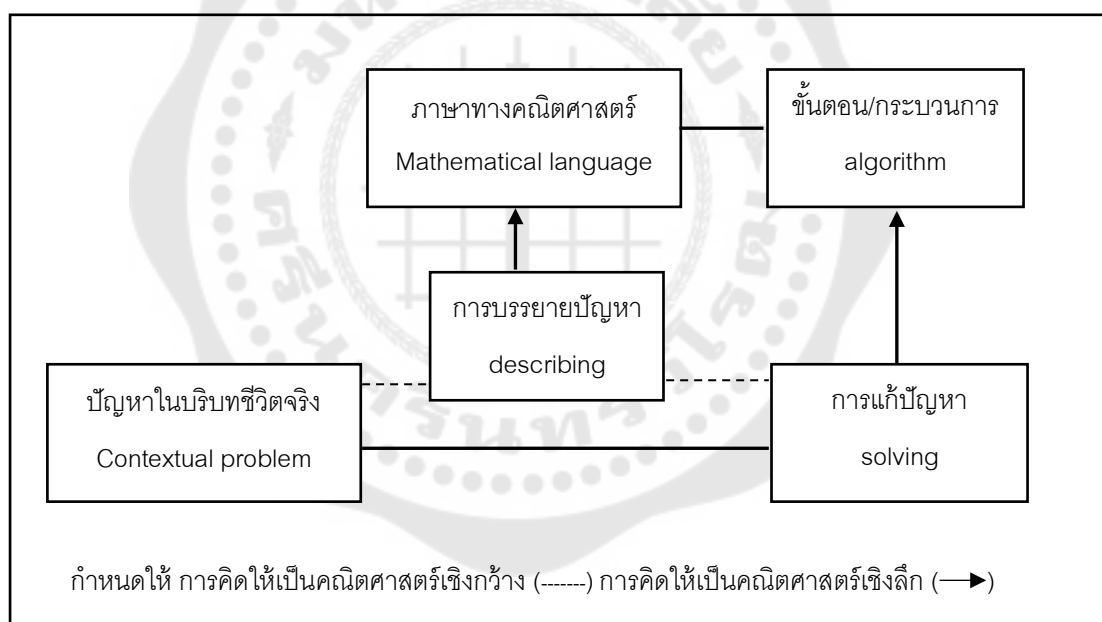 ภาษาทางคณิตศาสตร์
Mathematical language
ขั้นตอน/กระบวนการ
algorithm
การบรรยายปัญหา
describing
ปัญหาในบริบทชีวิตจริง
Contextual problem
การแก้ปัญหา
solving
กำหนดให้ การคิดให้เป็นคณิตศาสตร์เชิงกว้าง (-------) การคิดให้เป็นคณิตศาสตร์เชิงลึก (⟶)